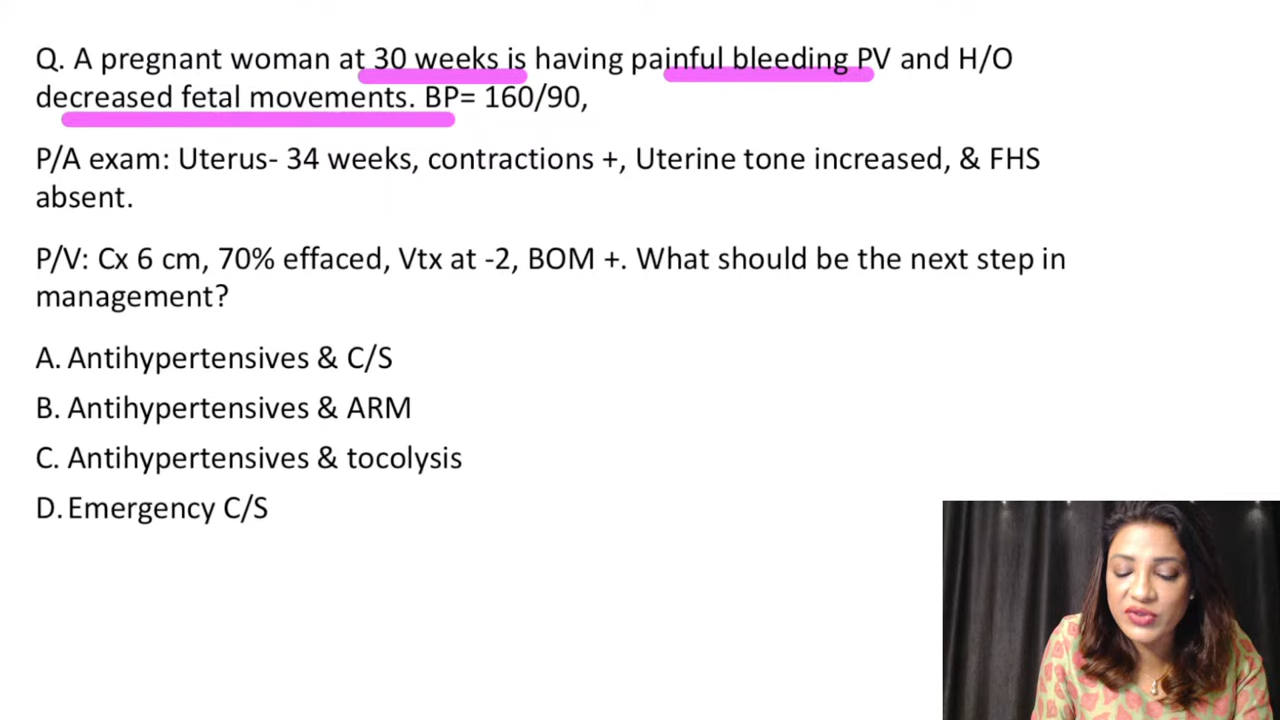 Q. A pregnant woman at 30 weeks is having painful bleeding PV and H/O
decreased fetal movements. BP= 160/90,
P/A exam: Uterus- 34 weeks, contractions +, Uterine tone increased, & FHS
absent.
P/V: Cx 6 cm, 70% effaced, Vtx at -2, BOM +. What should be the next step in
management?
A. Antihypertensives & C/S
B. Antihypertensives & ARM
C. Antihypertensives & tocolysis
D. Emergency C/S